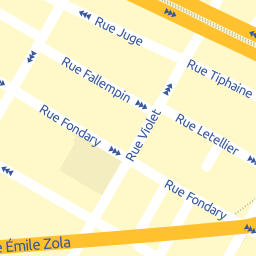 Rue Juge
Rue Tiphaine
Rue Fallempin
Rue Fondary
Rue Violet
Rue Letellier
Rue Fondary
Émile Zola